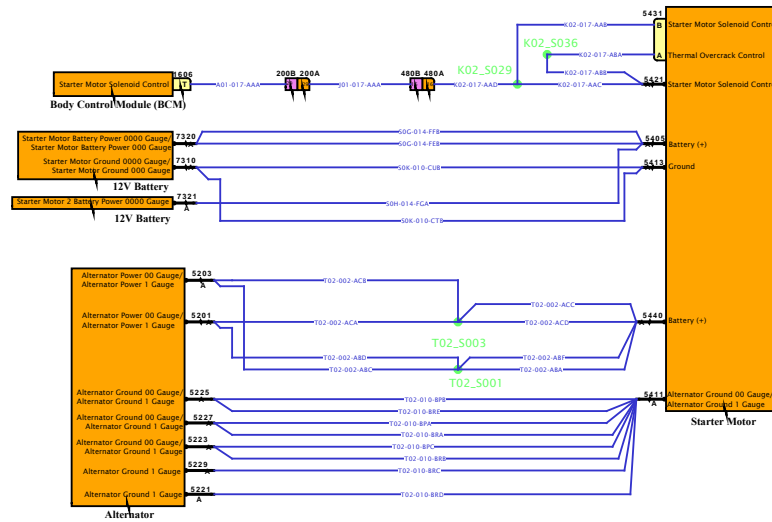 5431
B
Starter Motor Solenoid Control
K02-017-AAB
K02_S036
K02-017-ABA
A
Thermal Overcrack Control
K02_S029
K02-017-ABB
1606
200B 200A
480B 480A
5421
Starter Motor Solenoid Control
T
A01-017-AAA
J01-017-AAA
K02-017-AAD
K02-017-AAC
Starter Motor Solenoid Control
Body Control Module (BCM)
Starter Motor Battery Power 0000 Gauge/
Starter Motor Battery Power 000 Gauge
7320
A
S0G-014-FFB
S0G-014-FEB
5405
Battery (+)
Starter Motor Ground 0000 Gauge/
Starter Motor Ground 000 Gauge
7310
S0K-010-CUB
5413
Ground
12V Battery
Starter Motor 2 Battery Power 0000 Gauge
7321
A
S0H-014-FGA
12V Battery
S0K-010-CTB
Alternator Power 00 Gauge/
Alternator Power 1 Gauge
5203
A
T02-002-ACB
T02-002-ACC
Alternator Power 00 Gauge/
Alternator Power 1 Gauge
5201
A
T02-002-ACA
T02-002-ACD
5440
Battery (+)
T02_S003
T02-002-ABD
T02-002-ABF
T02-002-ABC
T02-002-ABA
T02_S001
Alternator Ground 00 Gauge/
Alternator Ground 1 Gauge
5225
T02-010-BPB
5411
A
Alternator Ground 00 Gauge/
Alternator Ground 1 Gauge
T02-010-BRE
Starter Motor
Alternator Ground 00 Gauge/
Alternator Ground 1 Gauge
5227
T02-010-BPA
T02-010-BRA
Alternator Ground 00 Gauge/
Alternator Ground 1 Gauge
5223
T02-010-BPC
T02-010-BRB
Alternator Ground 1 Gauge
5229
A
T02-010-BRC
Alternator Ground 1 Gauge
5221
A
T02-010-BRD
Alternator